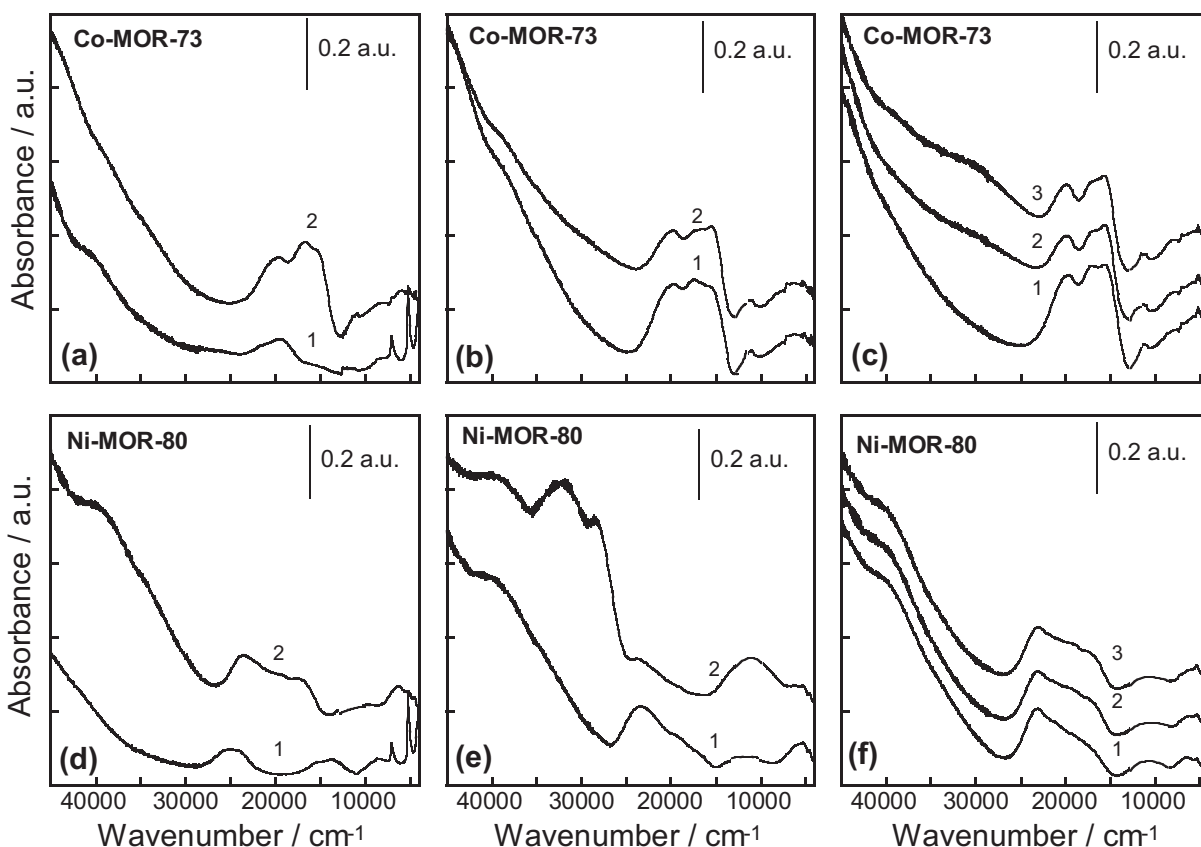 Co-MOR-73
0.2 a.u.
2
1
(a)
Co-MOR-73
0.2 a.u.
2
1
(b)
Co-MOR-73
0.2 a.u.
3
2
1
(c)
Absorbance / a.u.
Ni-MOR-80
0.2 a.u.
2
1
(d)
Ni-MOR-80
0.2 a.u.
2
1
(e)
Ni-MOR-80
0.2 a.u.
3
2
1
(f)
Absorbance / a.u.
40000 30000 20000 10000
40000 30000 20000 10000
40000 30000 20000 10000
Wavenumber / cm-1
Wavenumber / cm-1
Wavenumber / cm-1